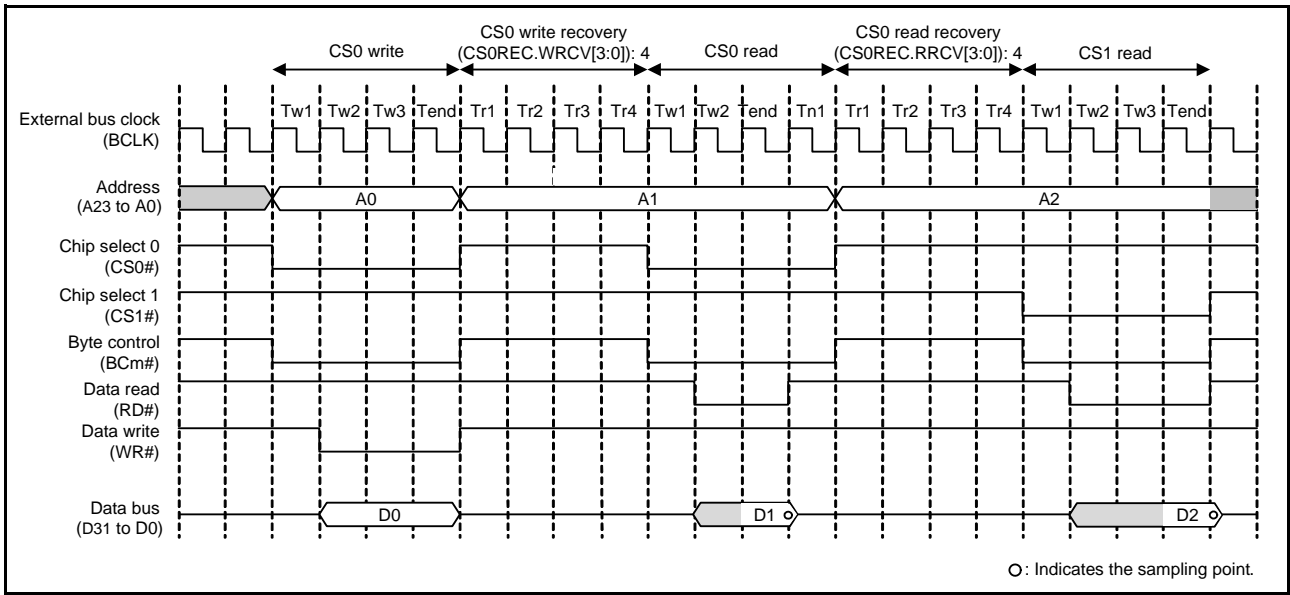 CS0 write
CS0 write recovery
(CS0REC.WRCV[3:0]): 4
CS0 read
CS0 read recovery
(CS0REC.RRCV[3:0]): 4
CS1 read
Tw1 Tw2 Tw3 Tend Tr1 Tr2 Tr3 Tr4 Tw1 Tw2 Tend Tn1 Tr1 Tr2 Tr3 Tr4 Tw1 Tw2 Tw3 Tend
External bus clock
(BCLK)
Address
(A23 to A0)
A0 A1 A2
Chip select 0
(CS0#)
Chip select 1
(CS1#)
Byte control
(BCm#)
Data read
(RD#)
Data write
(WR#)
Data bus
(D31 to D0)
D0 D1 D2
: Indicates the sampling point.